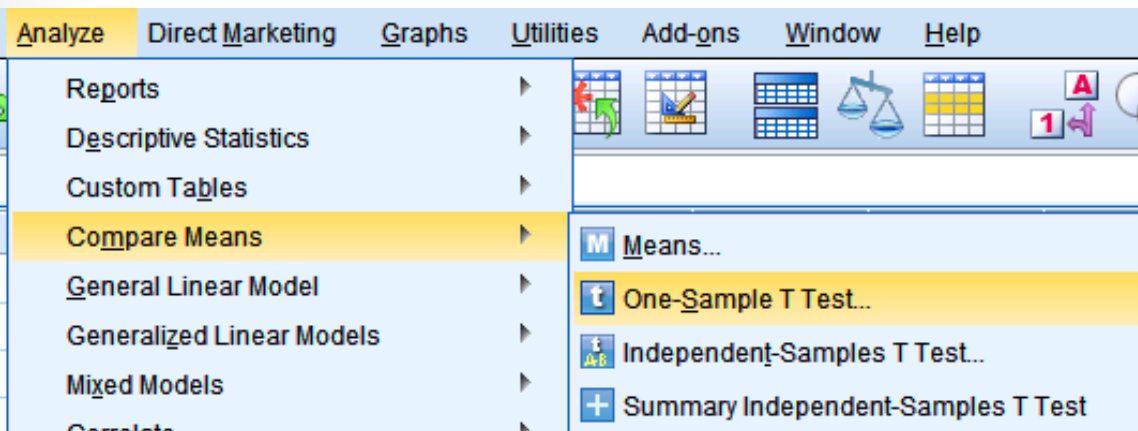 Analyze Direct Marketing Graphs Utilities Add-ons Window Help
Reports
Descriptive Statistics
Custom Tables
Compare Means
General Linear Model
Generalized Linear Models
Mixed Models
Means...
One-Sample T Test...
Independent-Samples T Test...
Summary Independent-Samples T Test
A
1